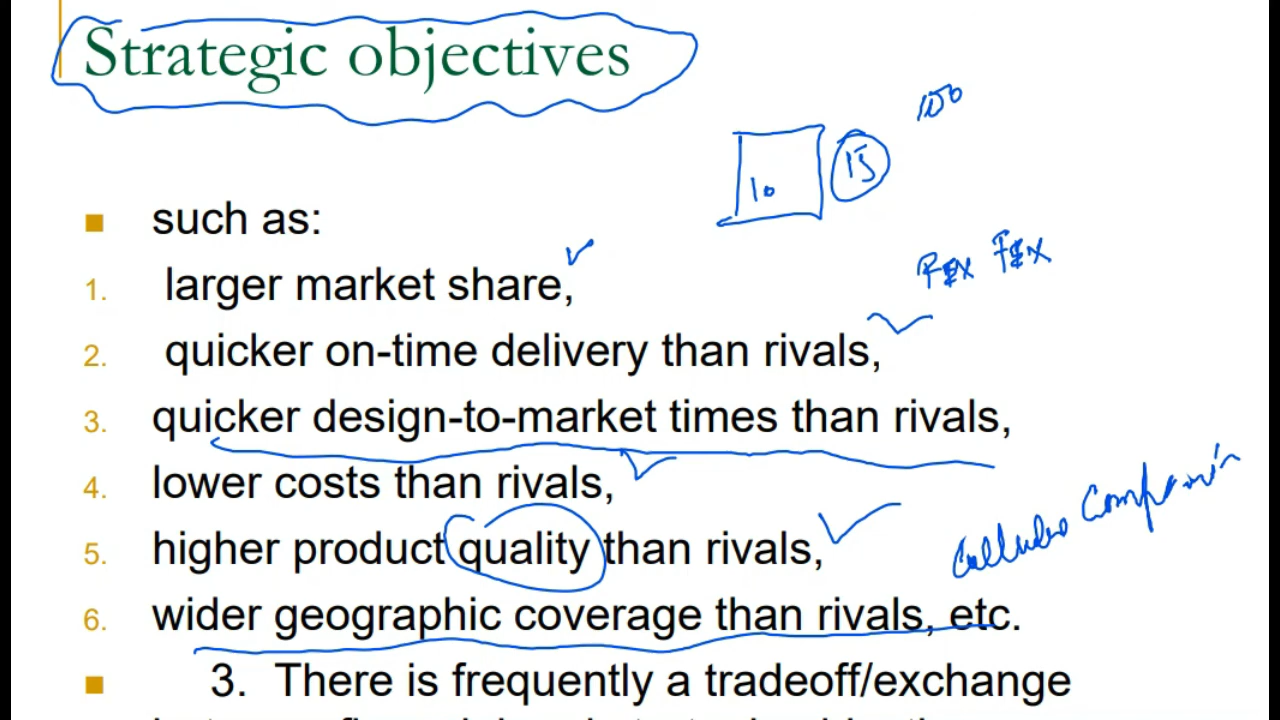 Strategic objectives
100
10
15
■ such as:
1. larger market share,
2. quicker on-time delivery than rivals,
3. quicker design-to-market times than rivals,
4. lower costs than rivals,
5. higher product quality than rivals,
6. wider geographic coverage than rivals, etc.
■ 3. There is frequently a tradeoff/exchange